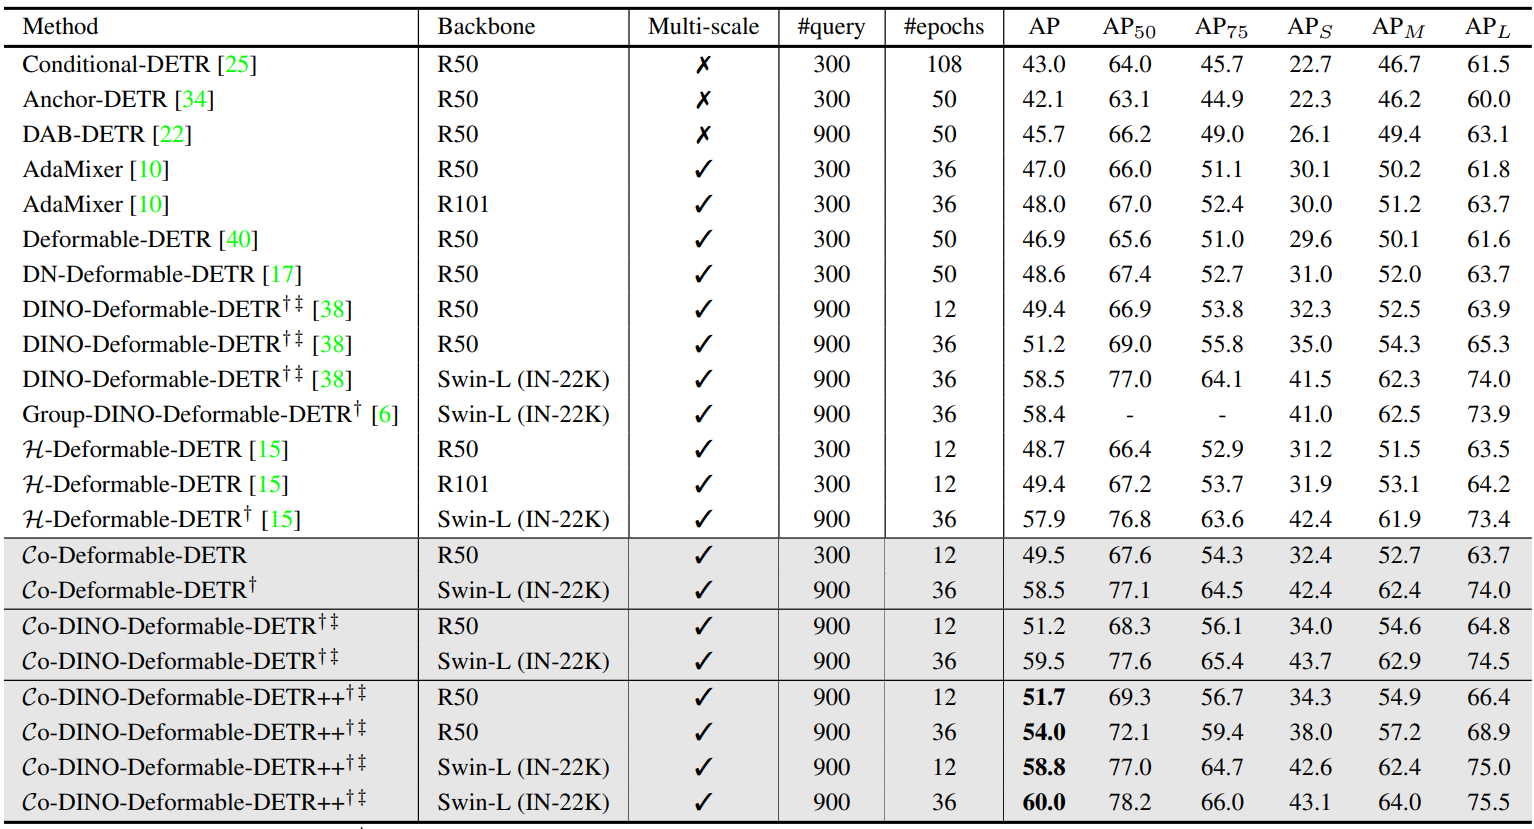 Method Backbone Multi-scale #query #epochs AP AP50 AP75 APS APM APL
Conditional-DETR [25] R50 ✗ 300 108 43.0 64.0 45.7 22.7 46.7 61.5
Anchor-DETR [34] R50 ✗ 300 50 42.1 63.1 44.9 22.3 46.2 60.0
DAB-DETR [22] R50 ✗ 900 50 45.7 66.2 49.0 26.1 49.4 63.1
AdaMixer [10] R50 ✓ 300 36 47.0 66.0 51.1 30.1 50.2 61.8
AdaMixer [10] R101 ✓ 300 36 48.0 67.0 52.4 30.0 51.2 63.7
Deformable-DETR [40] R50 ✓ 300 50 46.9 65.6 51.0 29.6 50.1 61.6
DN-Deformable-DETR [17] R50 ✓ 300 50 48.6 67.4 52.7 31.0 52.0 63.7
DINO-Deformable-DETR†‡ [38] R50 ✓ 900 12 49.4 66.9 53.8 32.3 52.5 63.9
DINO-Deformable-DETR†‡ [38] R50 ✓ 900 36 51.2 69.0 55.8 35.0 54.3 65.3
DINO-Deformable-DETR†‡ [38] Swin-L (IN-22K) ✓ 900 36 58.5 77.0 64.1 41.5 62.3 74.0
Group-DINO-Deformable-DETR† [6] Swin-L (IN-22K) ✓ 900 36 58.4 - - 41.0 62.5 73.9
ℋ-Deformable-DETR [15] R50 ✓ 300 12 48.7 66.4 52.9 31.2 51.5 63.5
ℋ-Deformable-DETR [15] R101 ✓ 300 12 49.4 67.2 53.7 31.9 53.1 64.2
ℋ-Deformable-DETR† [15] Swin-L (IN-22K) ✓ 900 36 57.9 76.8 63.6 42.4 61.9 73.4
𝒞o-Deformable-DETR R50 ✓ 300 12 49.5 67.6 54.3 32.4 52.7 63.7
𝒞o-Deformable-DETR† Swin-L (IN-22K) ✓ 900 36 58.5 77.1 64.5 42.4 62.4 74.0
𝒞o-DINO-Deformable-DETR†‡ R50 ✓ 900 12 51.2 68.3 56.1 34.0 54.6 64.8
𝒞o-DINO-Deformable-DETR†‡ Swin-L (IN-22K) ✓ 900 36 59.5 77.6 65.4 43.7 62.9 74.5
𝒞o-DINO-Deformable-DETR++†‡ R50 ✓ 900 12 51.7 69.3 56.7 34.3 54.9 66.4
𝒞o-DINO-Deformable-DETR++†‡ R50 ✓ 900 36 54.0 72.1 59.4 38.0 57.2 68.9
𝒞o-DINO-Deformable-DETR++†‡ Swin-L (IN-22K) ✓ 900 12 58.8 77.0 64.7 42.6 62.4 75.0
𝒞o-DINO-Deformable-DETR++†‡ Swin-L (IN-22K) ✓ 900 36 60.0 78.2 66.0 43.1 64.0 75.5